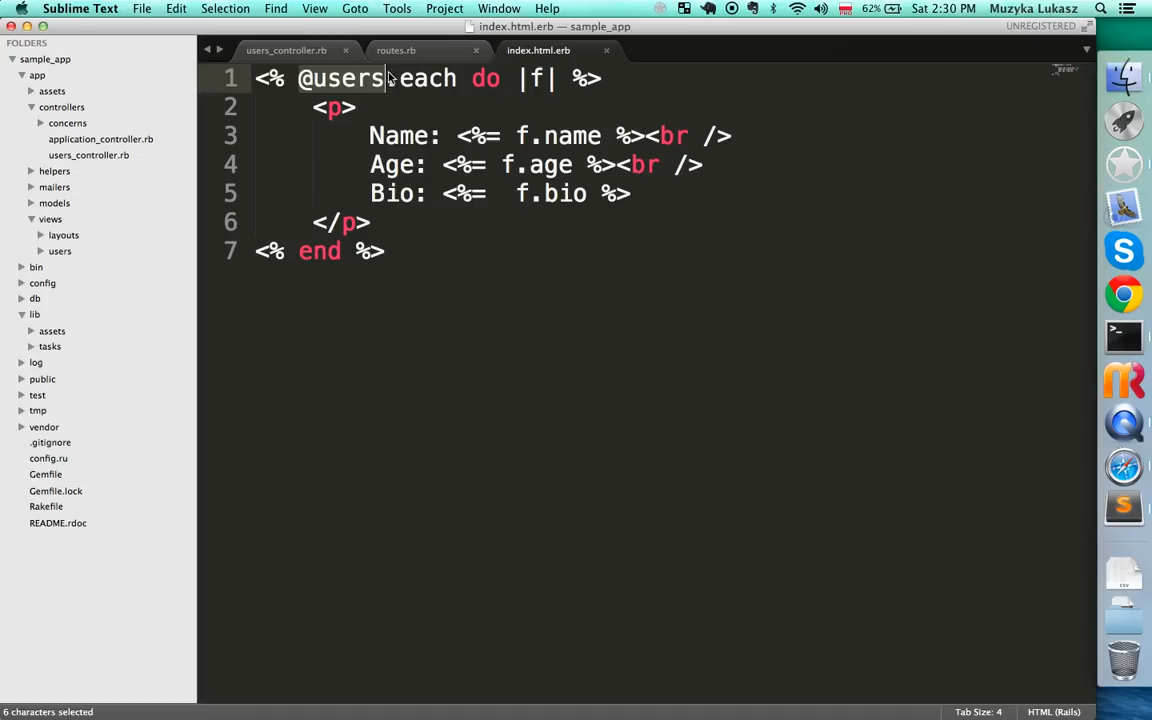 Sublime Text File Edit Selection Find View Goto Tools Project Window Help 62% Sat 2:30 PM Muzyka Lukasz
index.html.erb — sample_app UNREGISTERED
FOLDERS
sample_app
app
assets
controllers
concerns
application_controller.rb
users_controller.rb
helpers
mailers
models
views
layouts
users
bin
config
db
lib
assets
tasks
log
public
test
tmp
vendor
.gitignore
config.ru
Gemfile
Gemfile.lock
Rakefile
README.rdoc
users_controller.rb × routes.rb × index.html.erb ×
1 <% @users.each do |f| %>
2 <p>
3 Name: <%= f.name %><br />
4 Age: <%= f.age %><br />
5 Bio: <%=  f.bio %>
6 </p>
7 <% end %>
S
>_
S
CSV
6 characters selected Tab Size: 4 HTML (Rails)